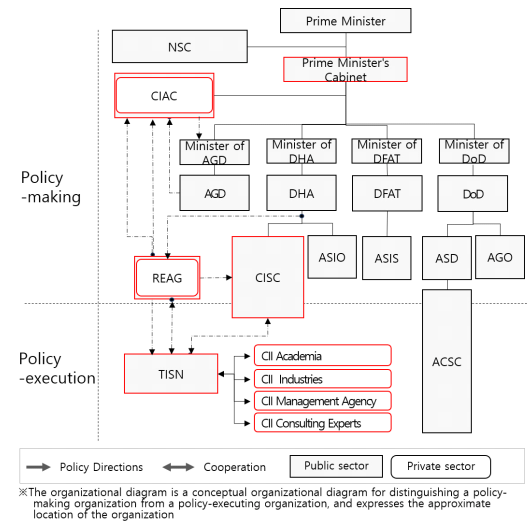 Prime Minister
NSC
Prime Minister's
Cabinet
CIAC
Minister of
AGD
Minister of
DHA
Minister of
DFAT
Minister of
DoD
Policy
-making
AGD
DHA
DFAT
DoD
ASIO
ASIS
ASD
AGO
REAG
CISC
Policy
-execution
TISN
CII Academia
CII Industries
CII Management Agency
CII Consulting Experts
ACSC
Policy Directions
Cooperation
Public sector
Private sector
※The organizational diagram is a conceptual organizational diagram for distinguishing a policy-
making organization from a policy-executing organization, and expresses the approximate
location of the organization